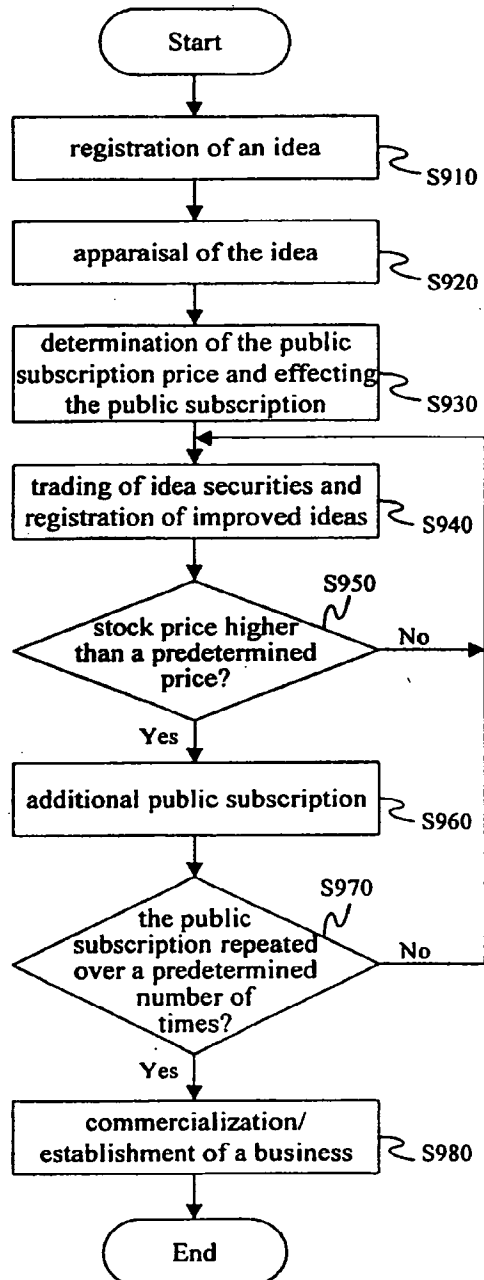 Start
registration of an idea
S910
apparaisal of the idea
S920
determination of the public
subscription price and effecting
the public subscription
S930
trading of idea securities and
registration of improved ideas
S940
S950
stock price higher
than a predetermined
price?
No
Yes
additional public subscription
S960
S970
the public
subscription repeated
over a predetermined
number of
times?
No
Yes
commercialization/
establishment of a business
S980
End